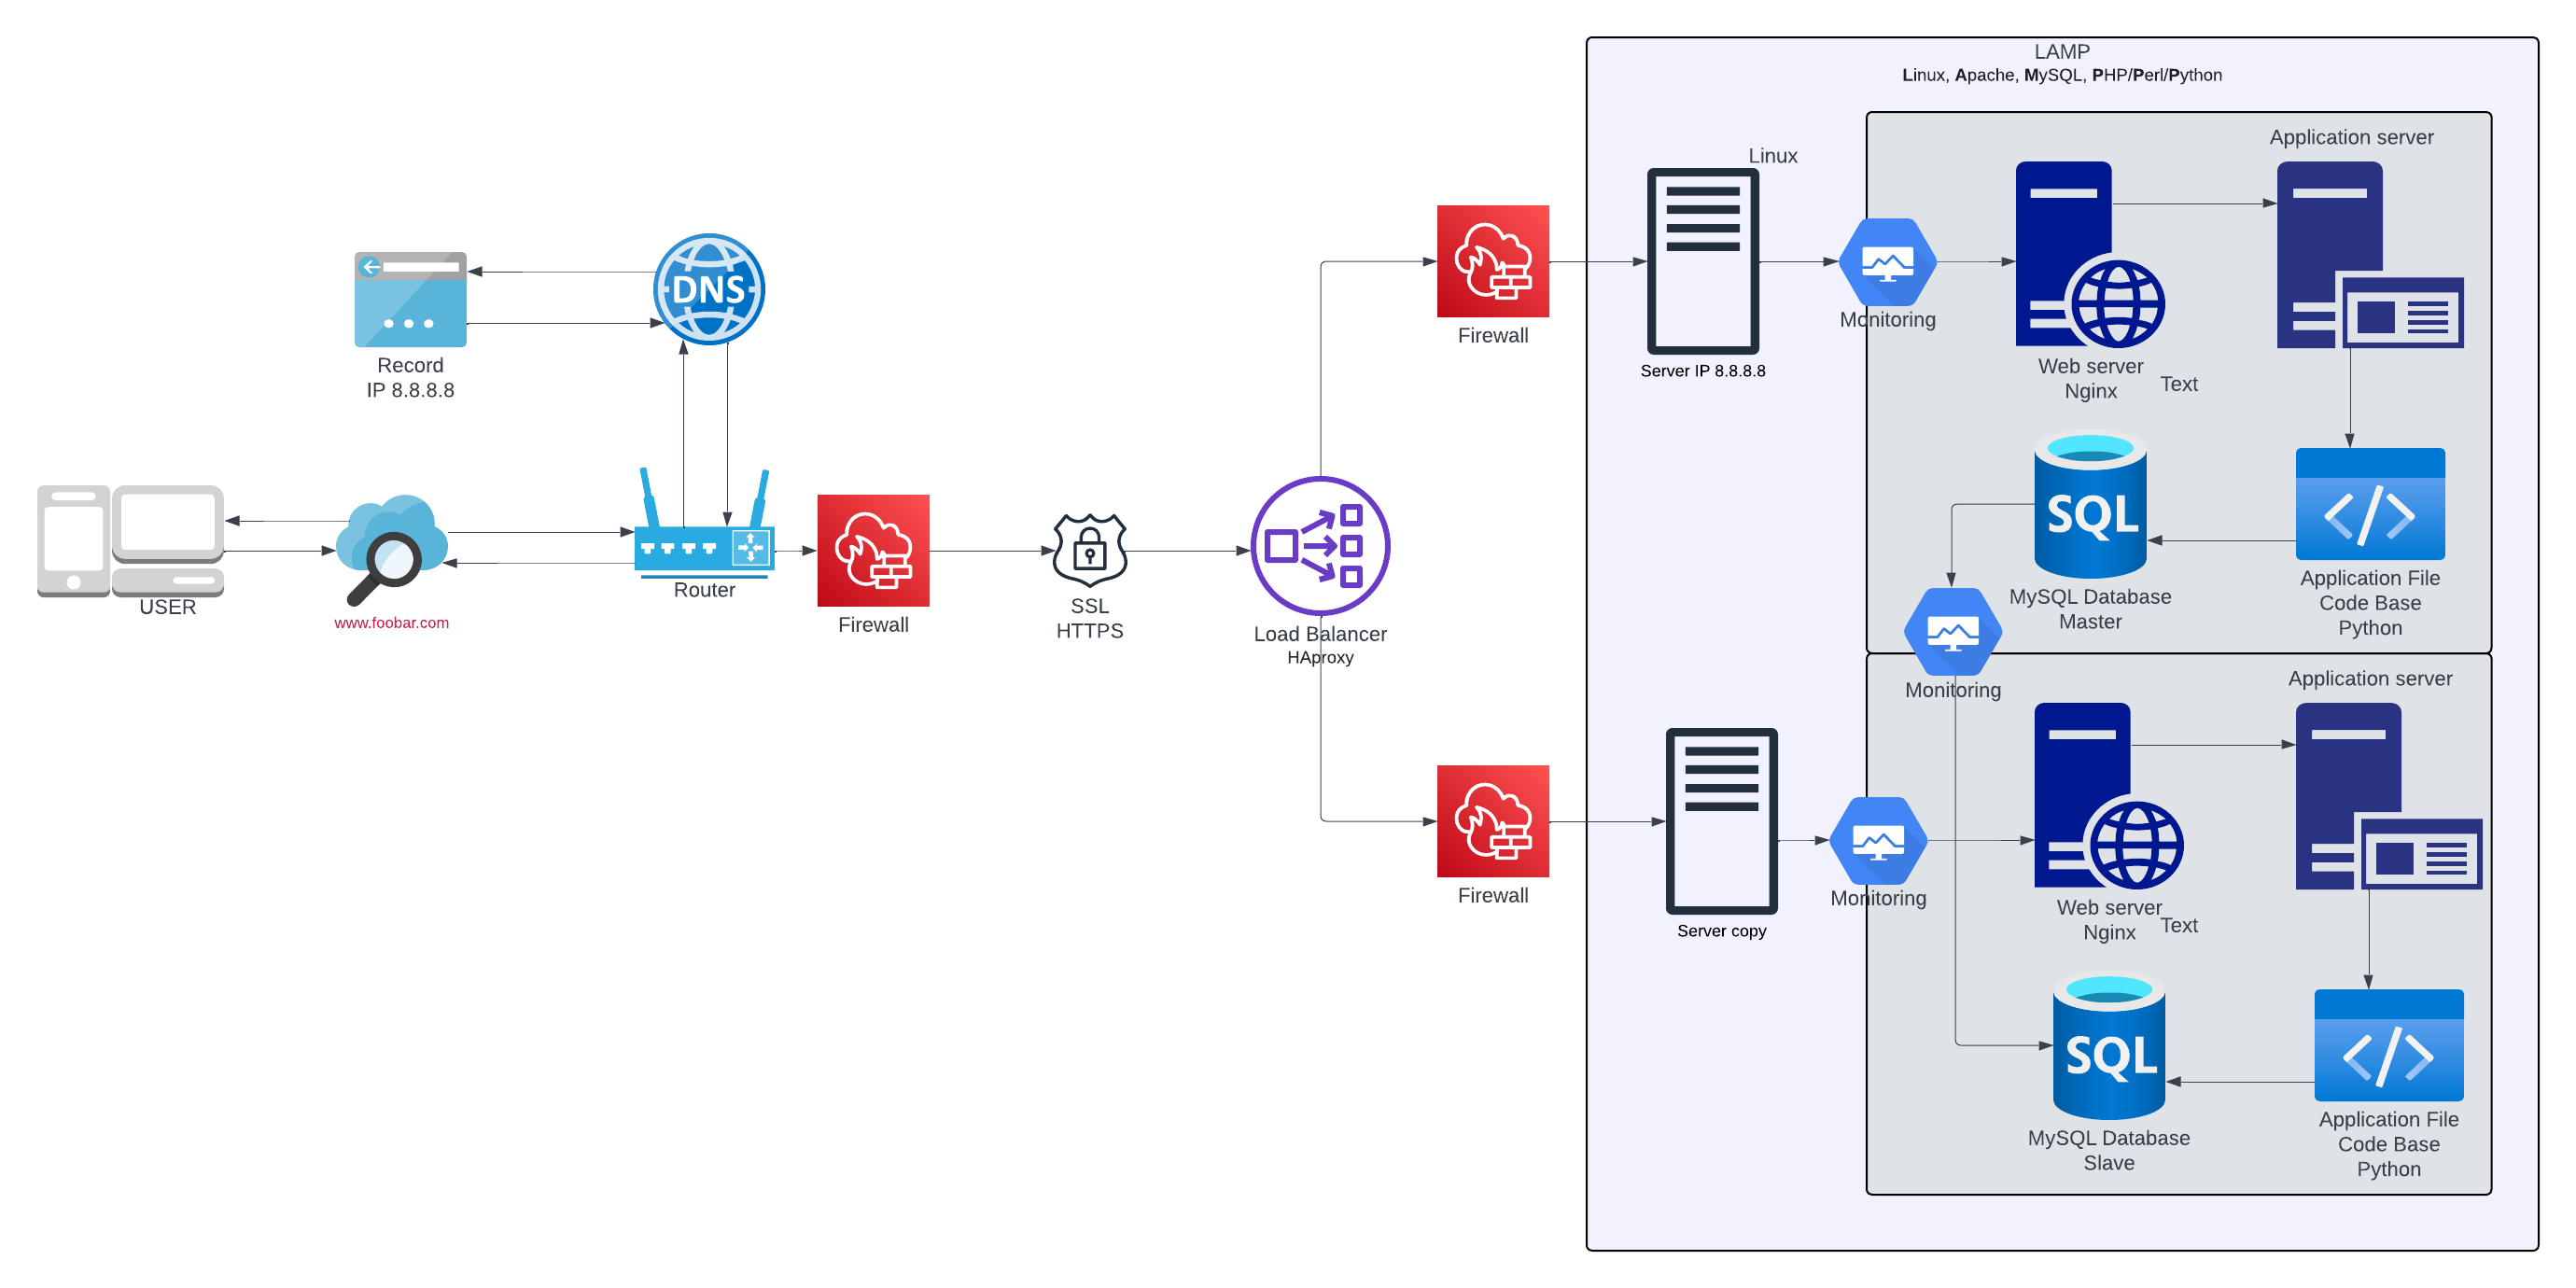 LAMP
Linux, Apache, MySQL, PHP/Perl/Python
Application server
Linux
DNS
Record
IP 8.8.8.8
Firewall
Monitoring
Server IP 8.8.8.8
Web server
Nginx
Text
SQL
USER
www.foobar.com
Router
Firewall
SSL
HTTPS
Load Balancer
HAproxy
MySQL Database
Master
Application File
Code Base
Python
Monitoring
Application server
Firewall
Server copy
Monitoring
Web server
Nginx
Text
SQL
MySQL Database
Slave
Application File
Code Base
Python